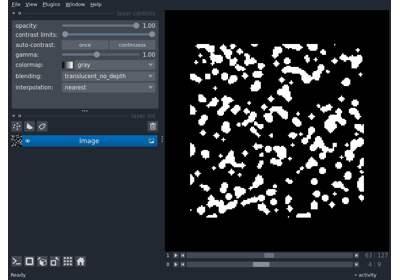 File View Plugins Window Help
layer controls
opacity: 1.00
contrast limits:
auto-contrast: once continuous
gamma: 1.00
colormap: gray
blending: translucent_no_depth
interpolation: nearest
layer list
Image
1 63 127
0 4 9
Ready activity